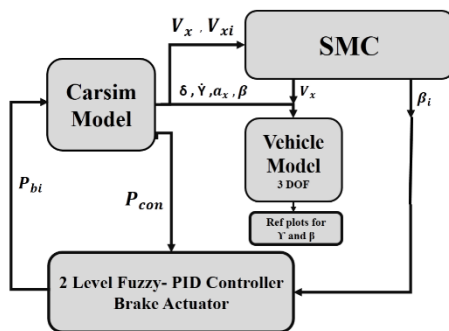 V_x , V_xi
SMC
Carsim
Model
δ , Ϋ , a_x , β
V_x
β_i
Vehicle
Model
3 DOF
P_bi
P_con
Ref plots for
ϒ and β
2 Level Fuzzy- PID Controller
Brake Actuator